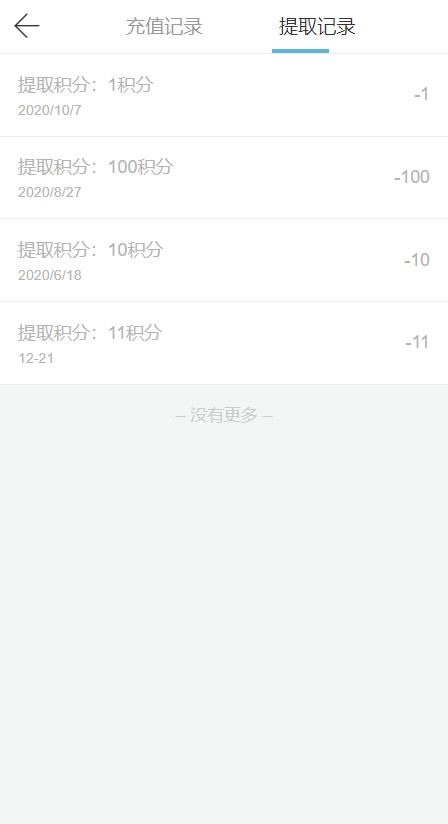 充值记录 提取记录
提取积分：1积分 -1
2020/10/7
提取积分：100积分 -100
2020/8/27
提取积分：10积分 -10
2020/6/18
提取积分：11积分 -11
12-21
-- 没有更多 --